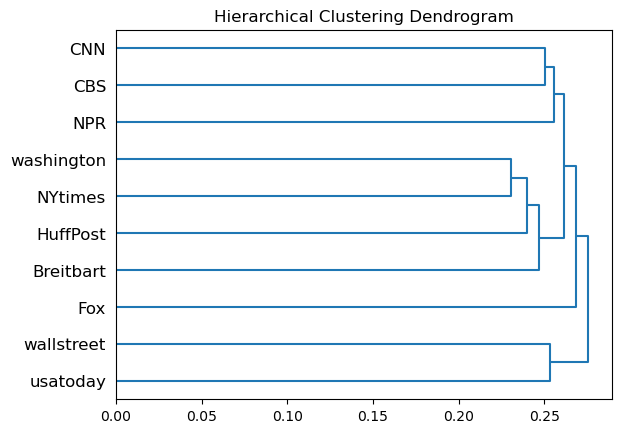 Hierarchical Clustering Dendrogram
CNN
CBS
NPR
washington
NYtimes
HuffPost
Breitbart
Fox
wallstreet
usatoday
0.00 0.05 0.10 0.15 0.20 0.25